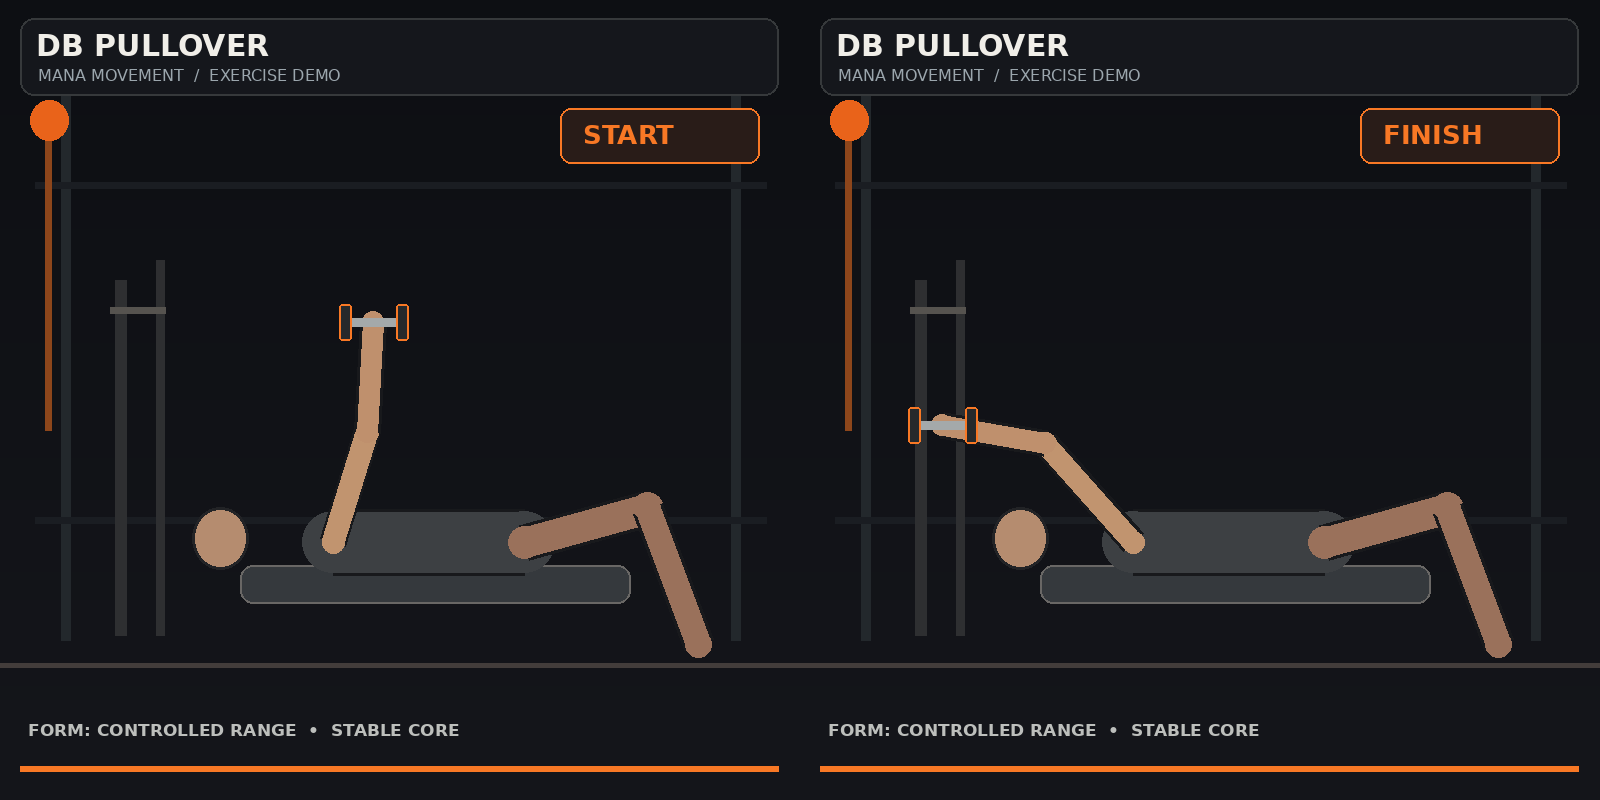 DB PULLOVER
MANA MOVEMENT / EXERCISE DEMO
START
FORM: CONTROLLED RANGE • STABLE CORE
DB PULLOVER
MANA MOVEMENT / EXERCISE DEMO
FINISH
FORM: CONTROLLED RANGE • STABLE CORE